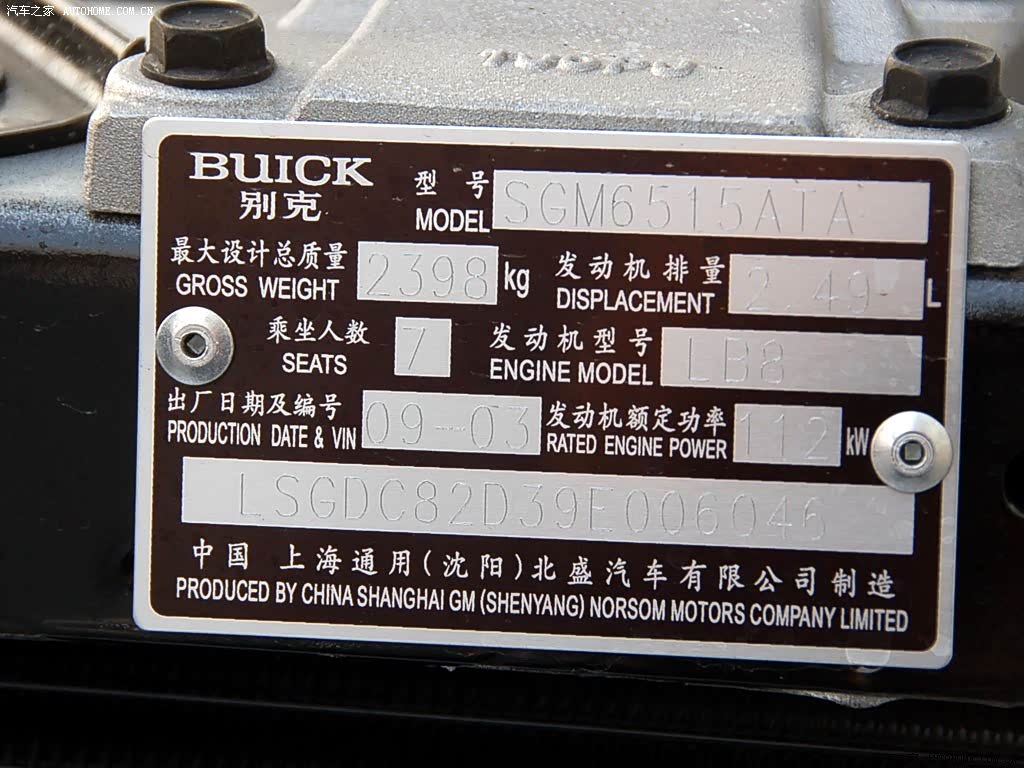 汽车之家 AUTOHOME.COM.CN
TUOPU
BUICK
别克
型号 SGM6515ATA
MODEL
最大设计总质量 2398 kg
GROSS WEIGHT
发动机排量 2.49 L
DISPLACEMENT
乘坐人数 7
SEATS
发动机型号 LB8
ENGINE MODEL
出厂日期及编号 09-03
PRODUCTION DATE & VIN
发动机额定功率 112 kW
RATED ENGINE POWER
LSGDC82D39E006046
中国 上海通用(沈阳)北盛汽车有限公司制造
PRODUCED BY CHINA SHANGHAI GM (SHENYANG) NORSOM MOTORS COMPANY LIMITED